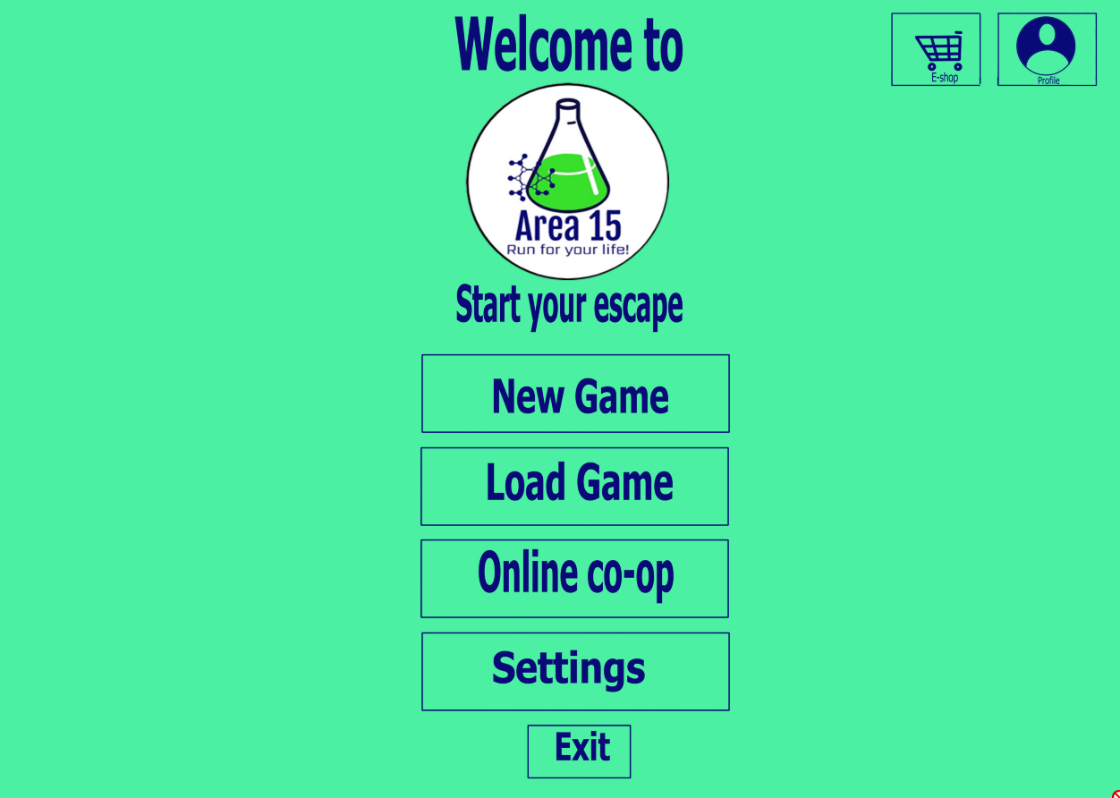 Welcome to
E-shop
Profile
Area 15
Run for your life!
Start your escape
New Game
Load Game
Online co-op
Settings
Exit